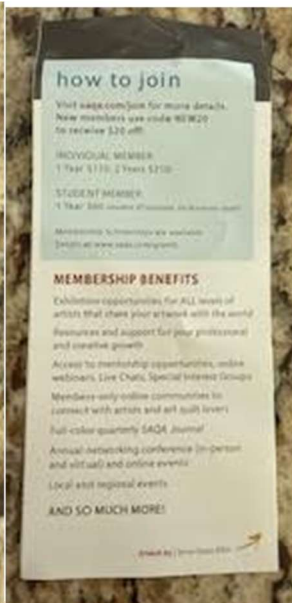 how to join
Visit saqa.com/join for more details.
New members use code NEW20
to receive $20 off!
INDIVIDUAL MEMBER:
1 Year $110; 2 Years $210
STUDENT MEMBER:
1 Year
Membership scholarships are available.
Details at www.saqa.com/grants
MEMBERSHIP BENEFITS
Exhibition opportunities for ALL levels of
artists that share your artwork with the world
Resources and support for your professional
and creative growth
Access to mentorship opportunities, online
webinars, Live Chats, Special Interest Groups
Members-only online communities to
connect with artists and art quilt lovers
Full-color quarterly SAQA Journal
Annual networking conference (in-person
and virtual) and online events
Local and regional events
AND SO MUCH MORE!